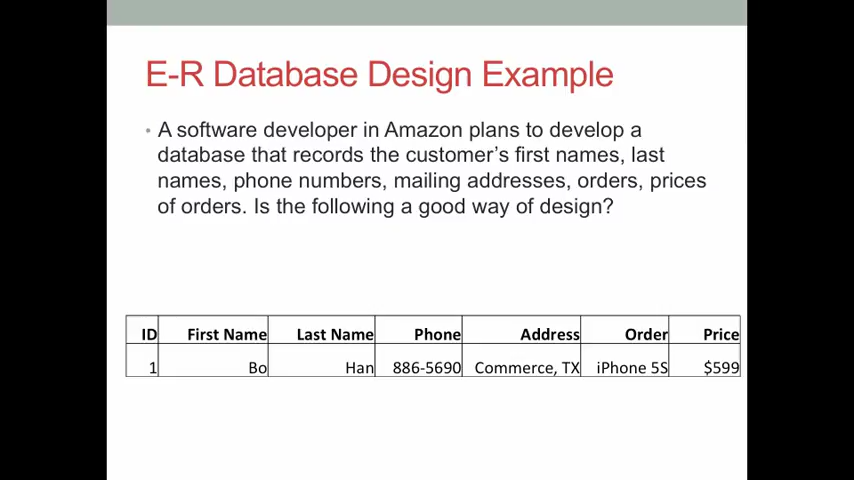 E-R Database Design Example
• A software developer in Amazon plans to develop a
database that records the customer’s first names, last
names, phone numbers, mailing addresses, orders, prices
of orders. Is the following a good way of design?
ID First Name Last Name Phone Address Order Price
1 Bo Han 886-5690 Commerce, TX iPhone 5S $599